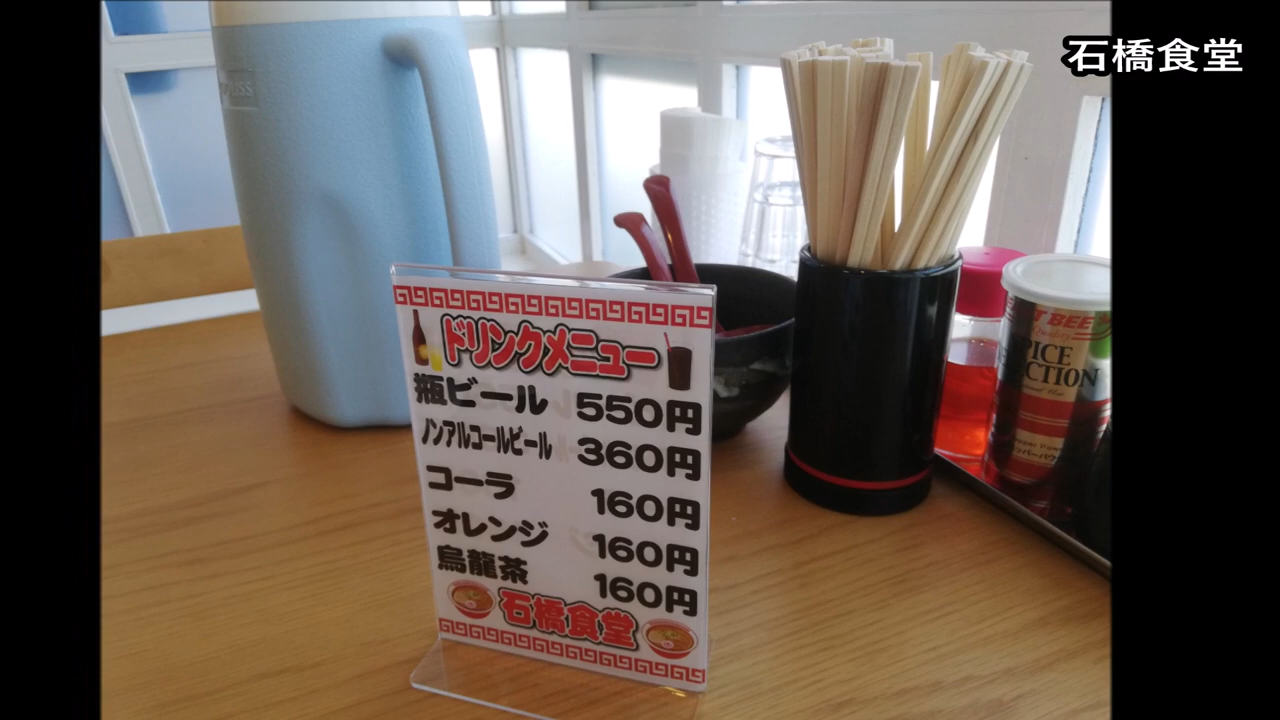 石橋食堂
ドリンクメニュー
瓶ビール 550円
ノンアルコールビール 360円
コーラ 160円
オレンジ 160円
烏龍茶 160円
石橋食堂